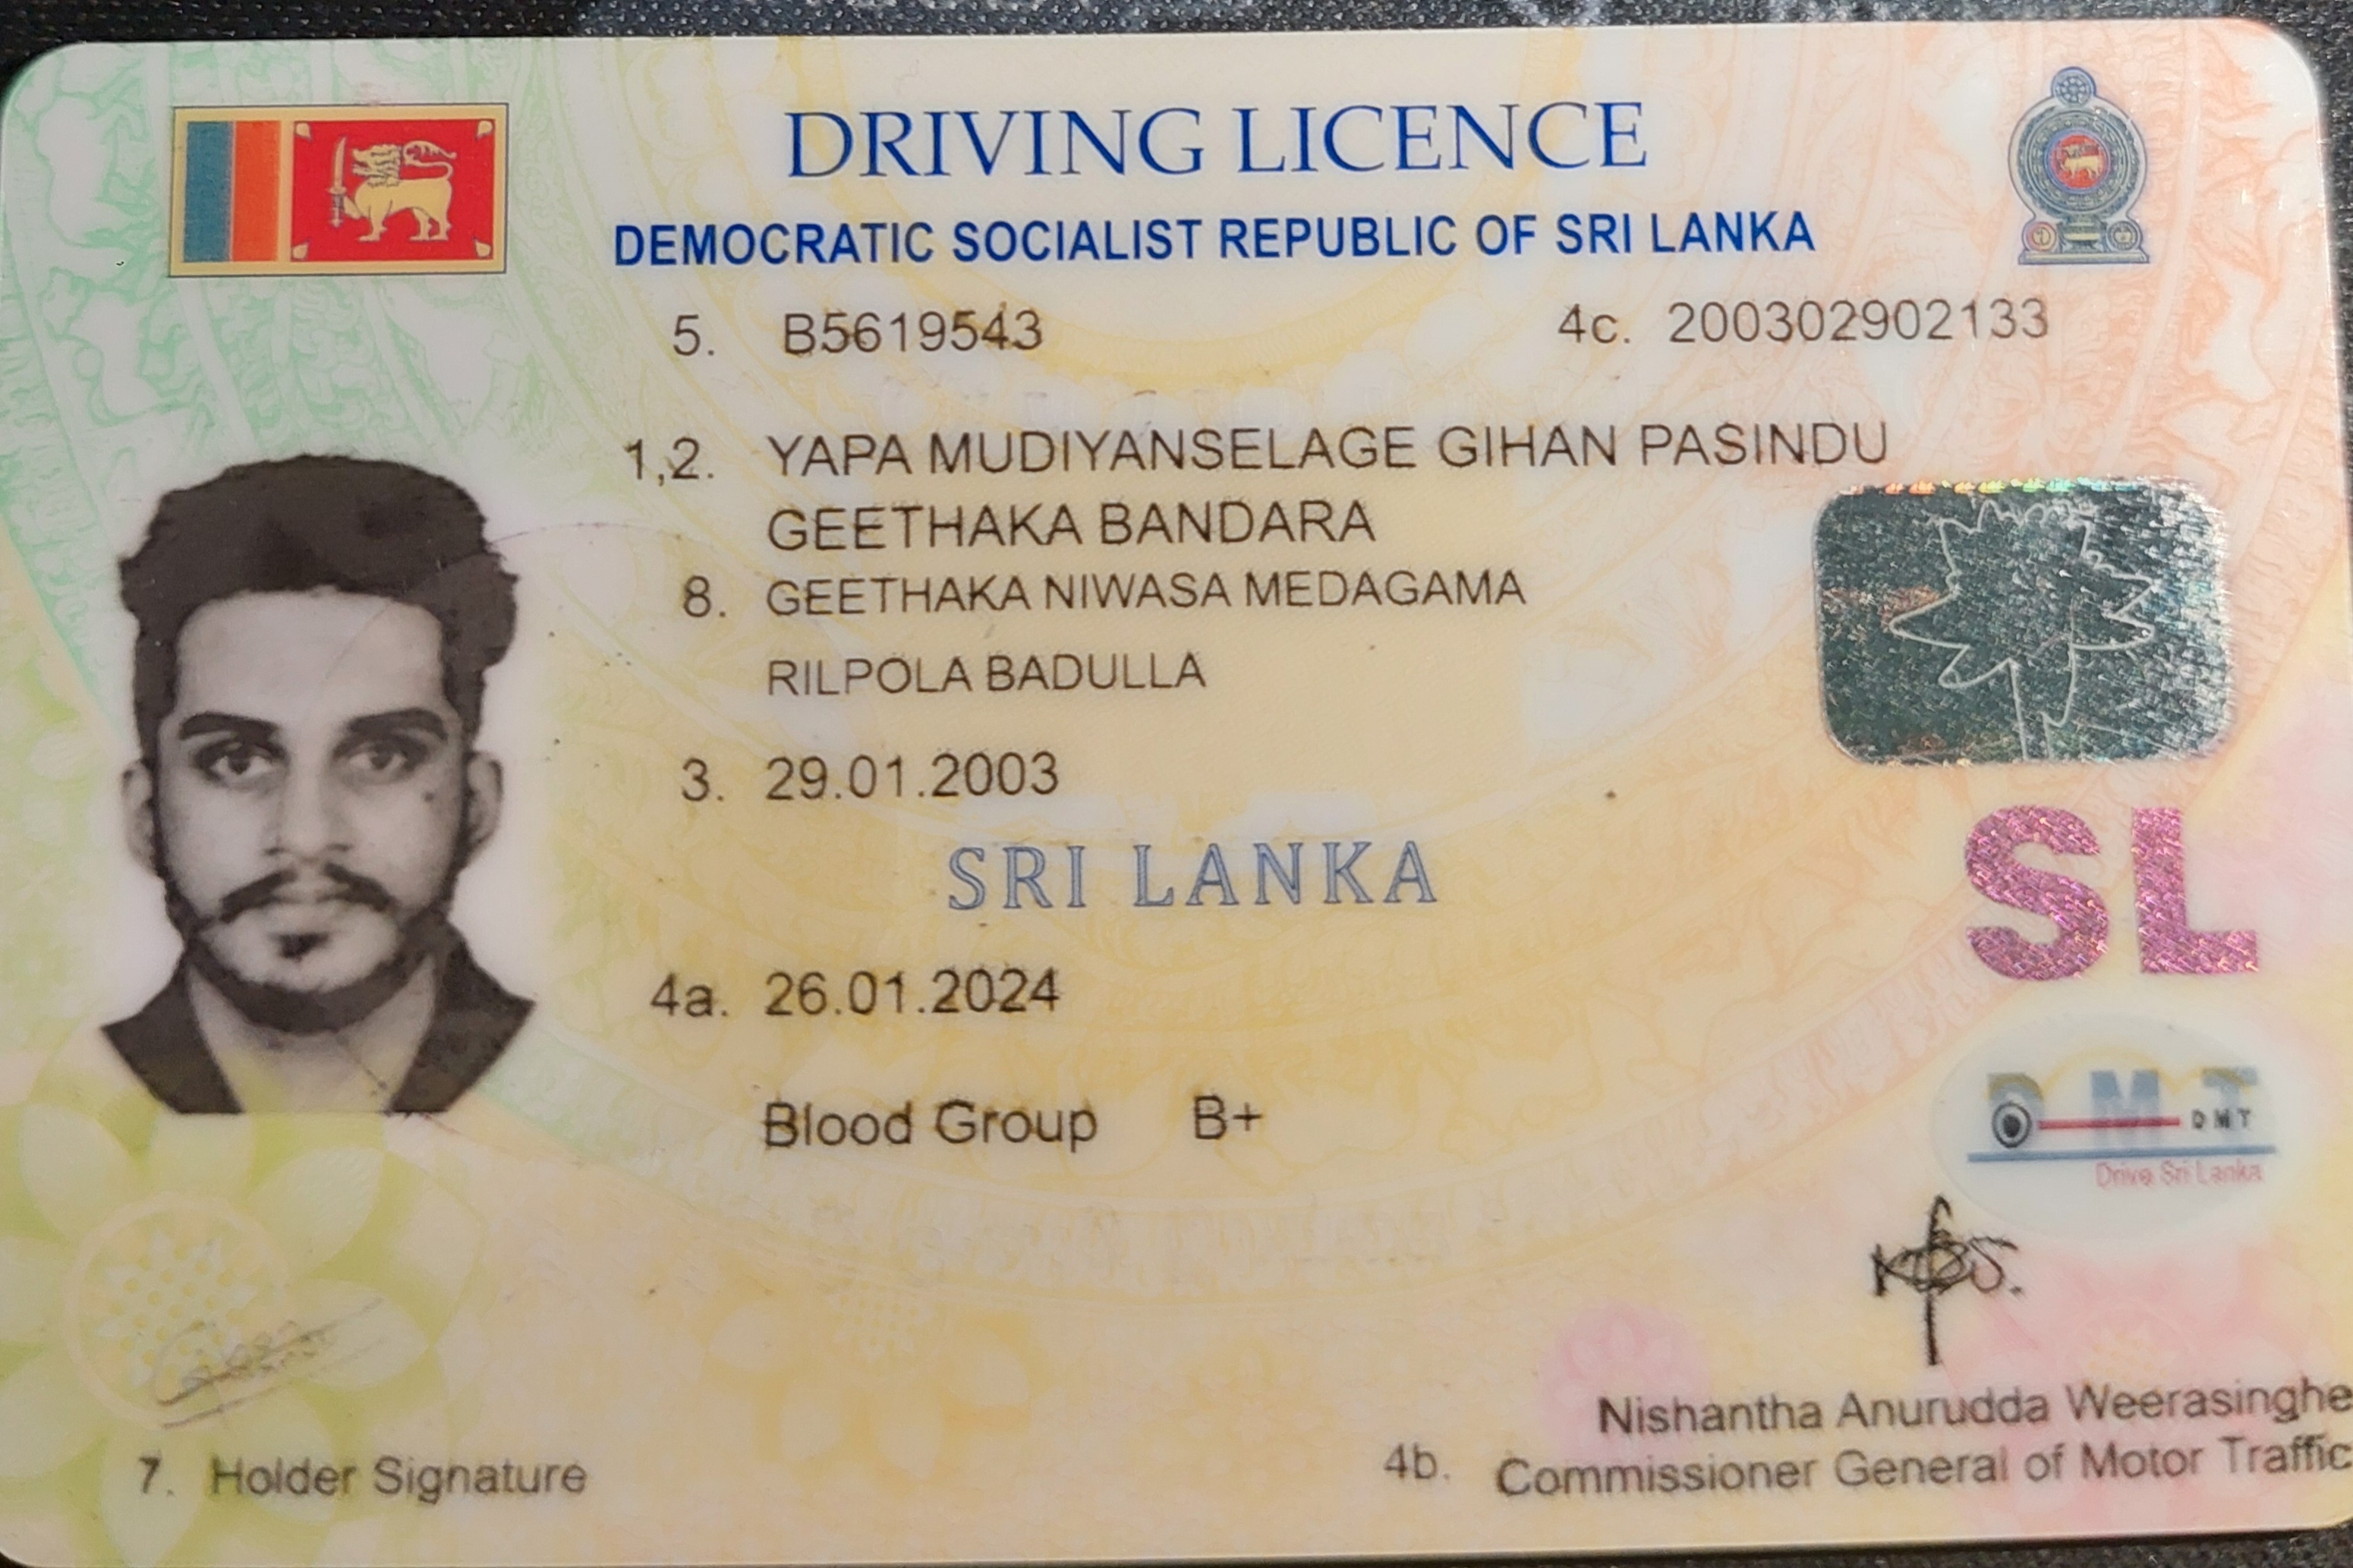 DRIVING LICENCE
DEMOCRATIC SOCIALIST REPUBLIC OF SRI LANKA
5. B5619543 4c. 200302902133
1,2. YAPA MUDIYANSELAGE GIHAN PASINDU
GEETHAKA BANDARA
8. GEETHAKA NIWASA MEDAGAMA
RILPOLA BADULLA
3. 29.01.2003
SRI LANKA
SL
4a. 26.01.2024
Blood Group B+
DMT
DMT
Drive Sri Lanka
Nishantha Anurudda Weerasinghe
7. Holder Signature
4b. Commissioner General of Motor Traffic